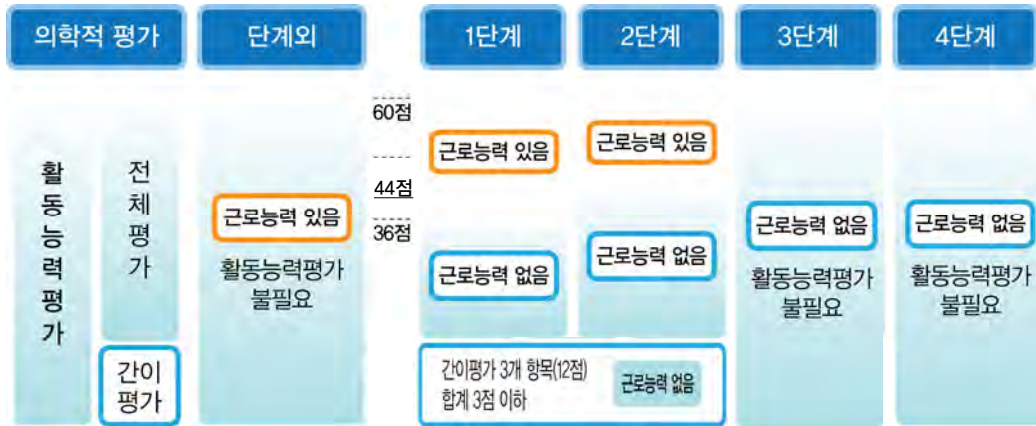 의학적 평가
단계외
1단계
2단계
3단계
4단계
활동능력평가
전체평가
간이
평가
근로능력 있음
활동능력평가
불필요
60점
44점
36점
근로능력 있음
근로능력 없음
근로능력 있음
근로능력 없음
간이평가 3개 항목(12점)
합계 3점 이하
근로능력 없음
근로능력 없음
활동능력평가
불필요
근로능력 없음
활동능력평가
불필요